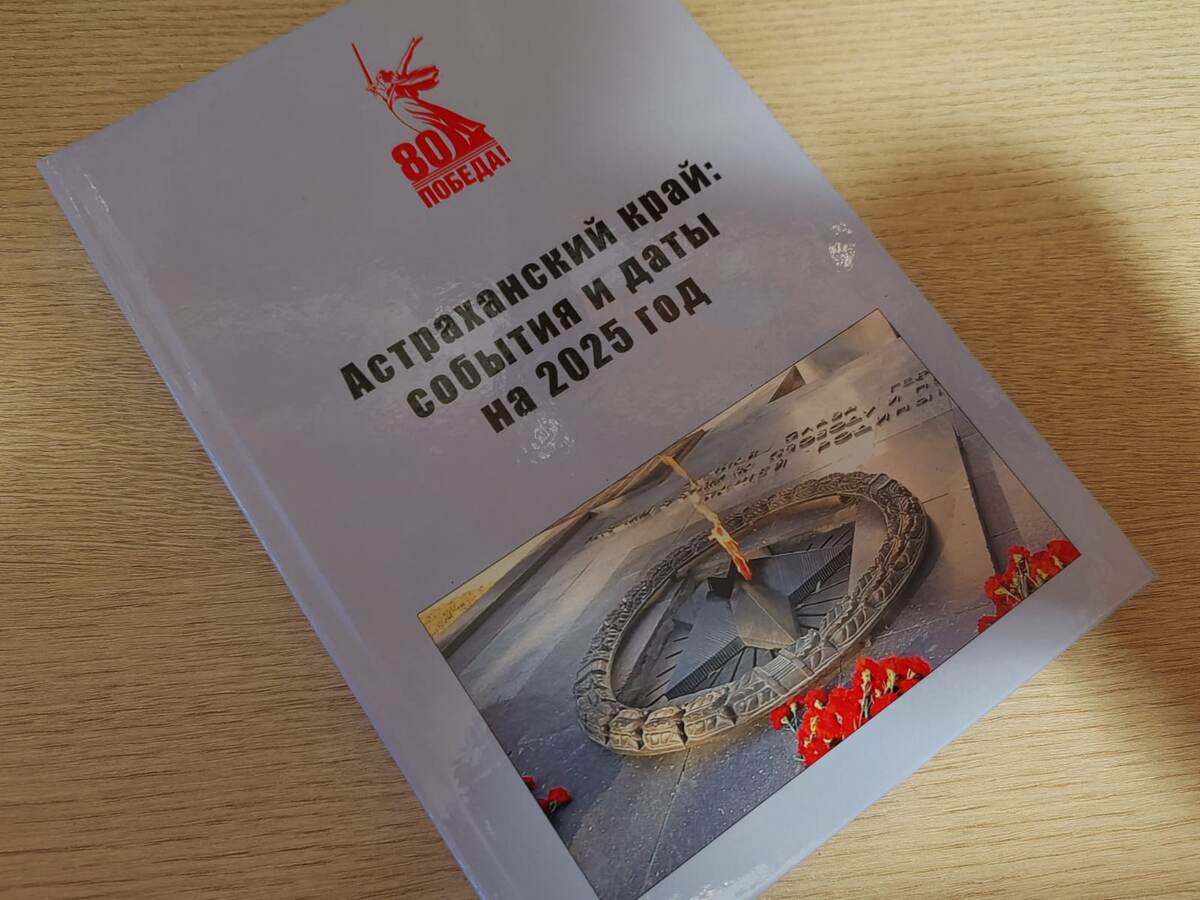 80
ПОБЕДА!
Астраханский край:
события и даты
на 2025 год